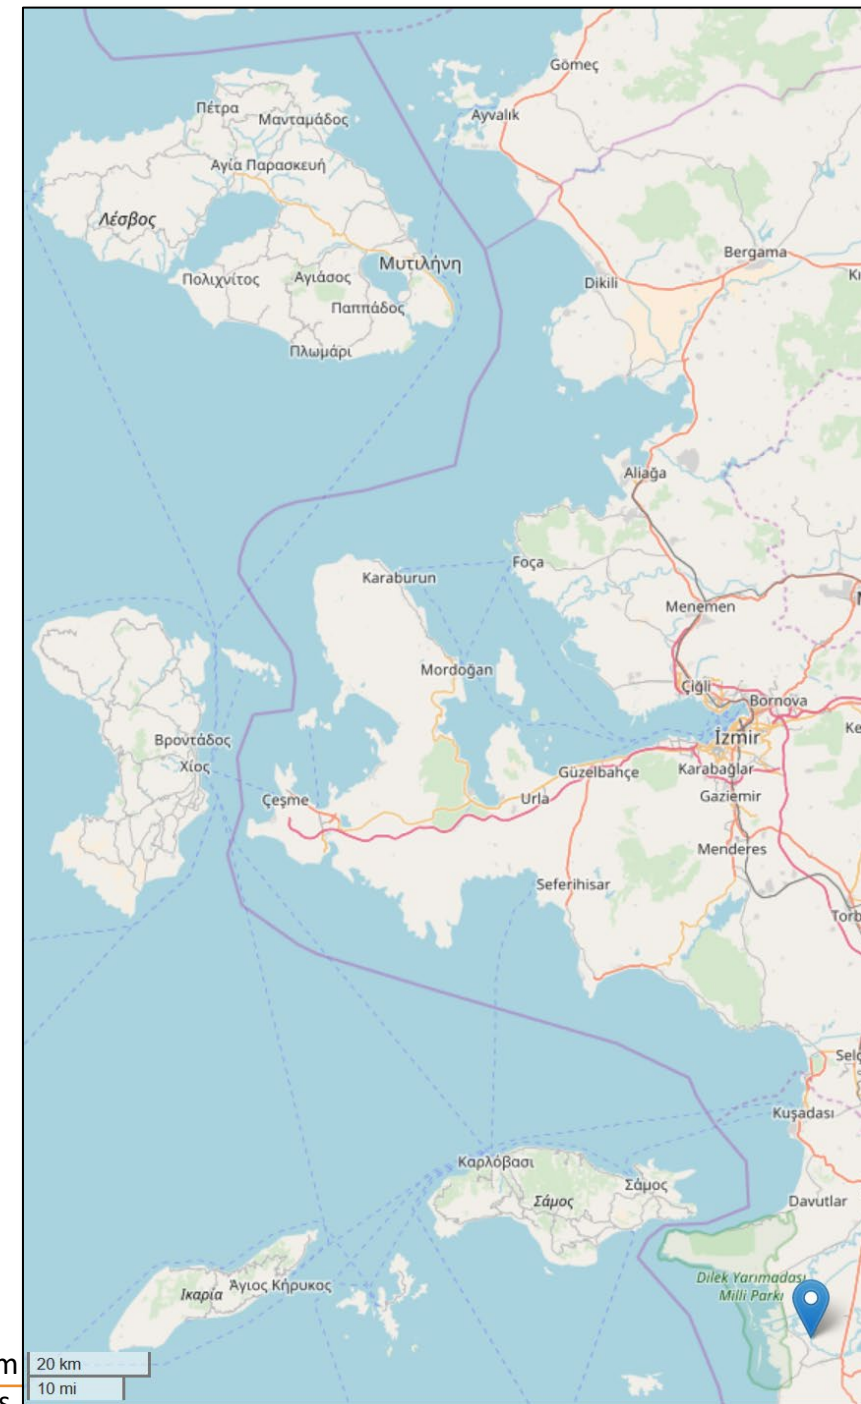 Gömeç
Πέτρα
Μανταμάδος
Ayvalık
Αγία Παρασκευή
Λέσβος
Bergama
Μυτιλήνη
Πολιχνίτος
Αγιάσος
Dikili
Παππάδος
Πλωμάρι
Aliağa
Foça
Karaburun
Menemen
Mordoğan
Çiğli
Bornova
Βροντάδος
İzmir
Χίος
Güzelbahçe
Karabağlar
Çeşme
Urla
Gaziemir
Menderes
Seferihisar
Kuşadası
Καρλόβασι
Σάμος
Σάμος
Davutlar
Dilek Yarımadası
Milli Parkı
Άγιος Κήρυκος
Ικαρία
20 km
10 mi